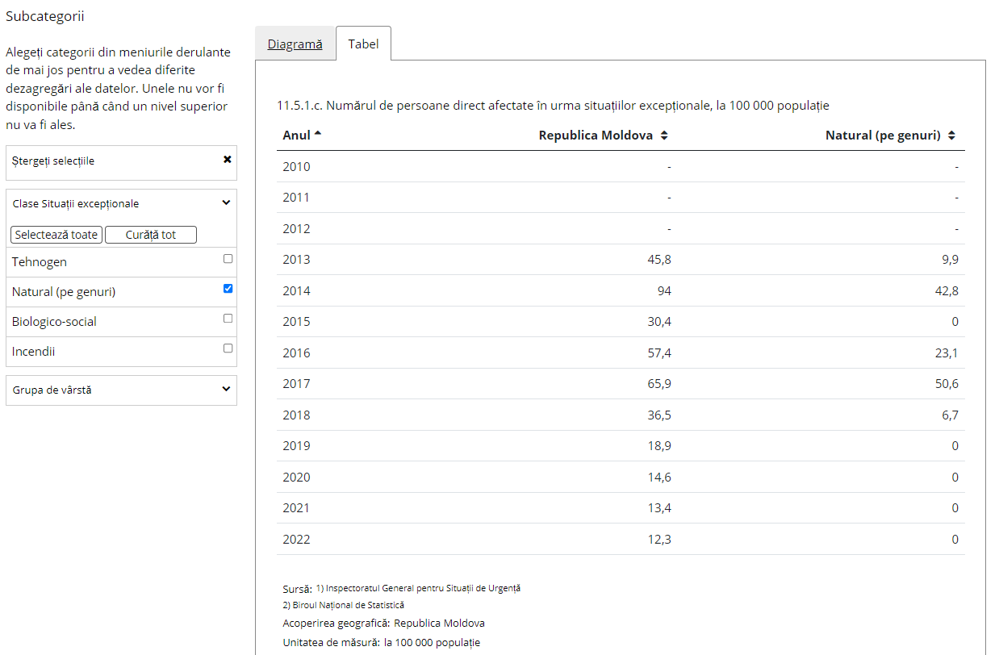 Subcategorii
Alegeți categorii din meniurile derulante
de mai jos pentru a vedea diferite
dezagregări ale datelor. Unele nu vor fi
disponibile până când un nivel superior
nu va fi ales.
Ștergeți selecțiile
Clase Situații excepționale
Selectează toate Curăță tot
Tehnogen
Natural (pe genuri)
Biologico-social
Incendii
Grupa de vârstă
Diagramă Tabel
11.5.1.c. Numărul de persoane direct afectate în urma situațiilor excepționale, la 100 000 populație
Anul Republica Moldova Natural (pe genuri)
2010 - -
2011 - -
2012 - -
2013 45,8 9,9
2014 94 42,8
2015 30,4 0
2016 57,4 23,1
2017 65,9 50,6
2018 36,5 6,7
2019 18,9 0
2020 14,6 0
2021 13,4 0
2022 12,3 0
Sursă: 1) Inspectoratul General pentru Situații de Urgență
2) Biroul Național de Statistică
Acoperirea geografică: Republica Moldova
Unitatea de măsură: la 100 000 populație